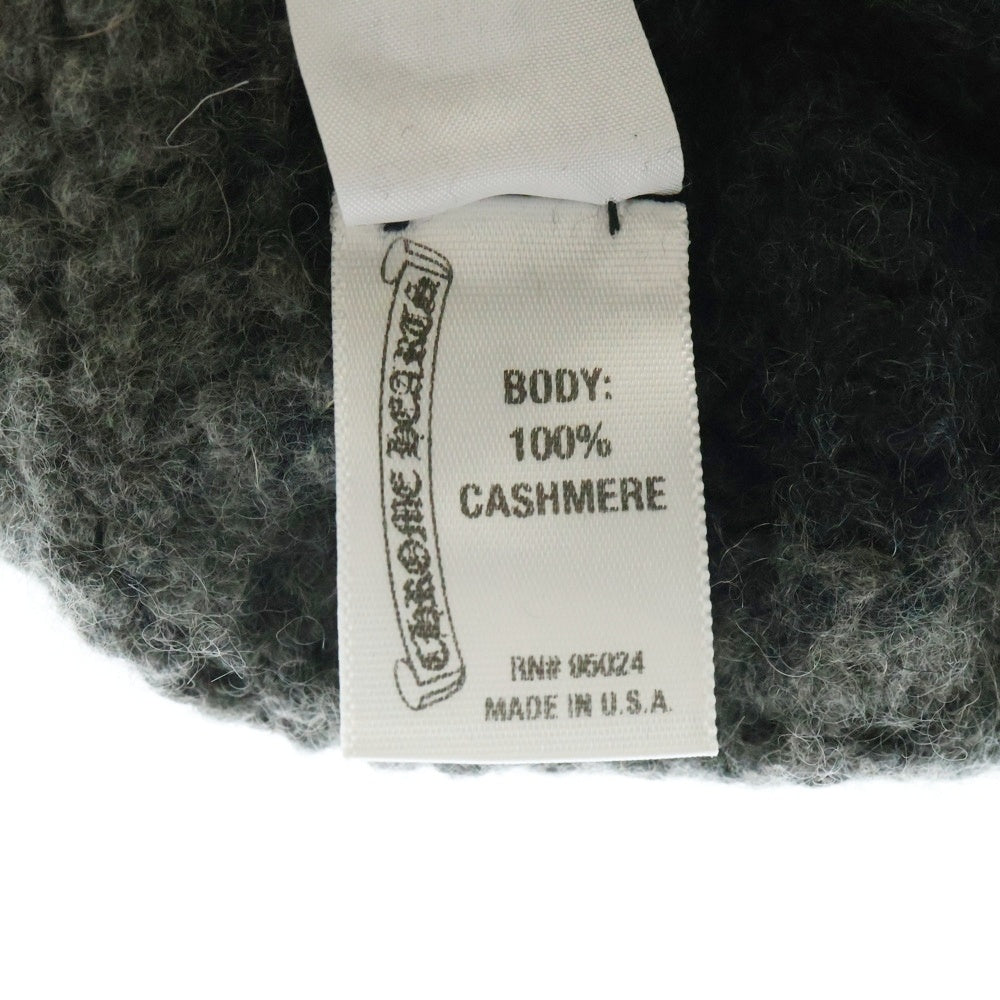 CHROME HEARTS
BODY:
100%
CASHMERE
RN# 95024
MADE IN U.S.A.